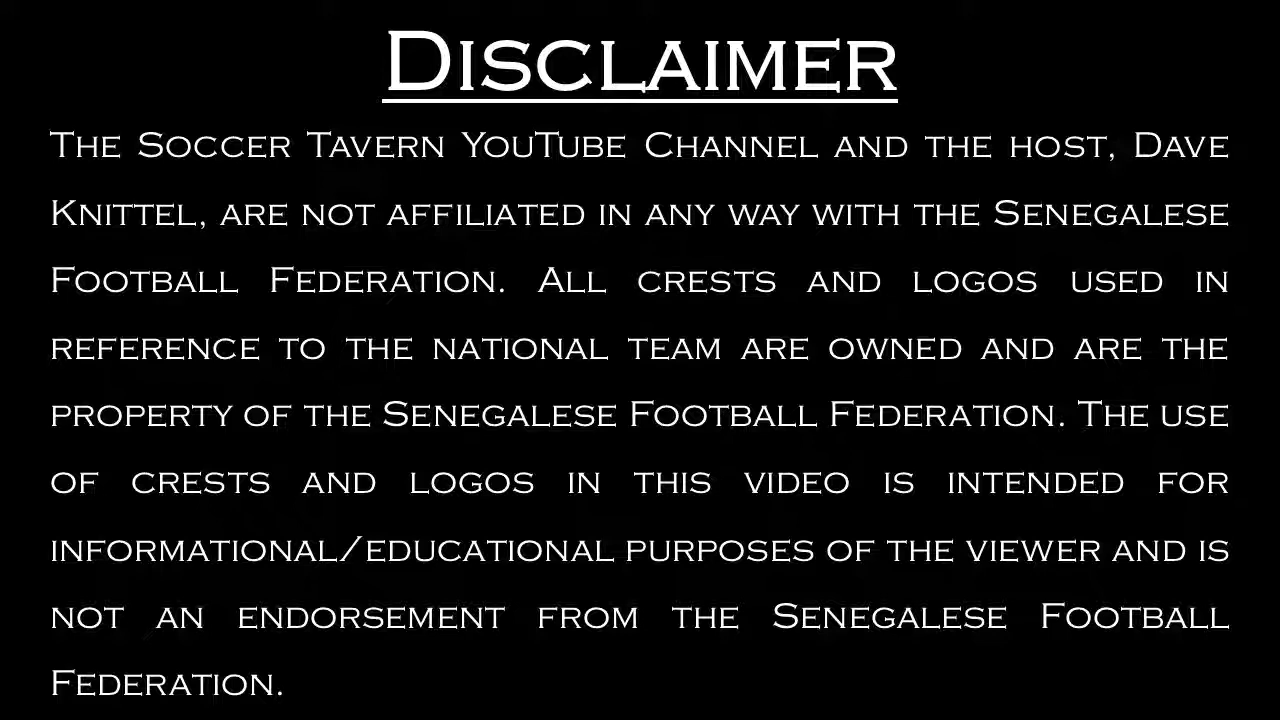 Disclaimer
The Soccer Tavern YouTube Channel and the host, Dave
Knittel, are not affiliated in any way with the Senegalese
Football Federation. All crests and logos used in
reference to the national team are owned and are the
property of the Senegalese Football Federation. The use
of crests and logos in this video is intended for
informational/educational purposes of the viewer and is
not an endorsement from the Senegalese Football
Federation.